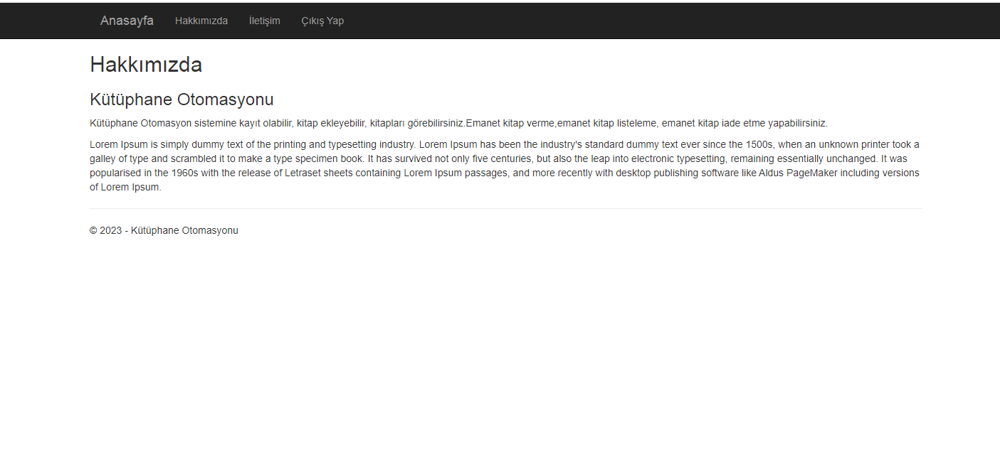 Anasayfa Hakkımızda İletişim Çıkış Yap
Hakkımızda
Kütüphane Otomasyonu
Kütüphane Otomasyon sistemine kayıt olabilir, kitap ekleyebilir, kitapları görebilirsiniz.Emanet kitap verme,emanet kitap listeleme, emanet kitap iade etme yapabilirsiniz.
Lorem Ipsum is simply dummy text of the printing and typesetting industry. Lorem Ipsum has been the industry's standard dummy text ever since the 1500s, when an unknown printer took a
galley of type and scrambled it to make a type specimen book. It has survived not only five centuries, but also the leap into electronic typesetting, remaining essentially unchanged. It was
popularised in the 1960s with the release of Letraset sheets containing Lorem Ipsum passages, and more recently with desktop publishing software like Aldus PageMaker including versions
of Lorem Ipsum.
© 2023 - Kütüphane Otomasyonu